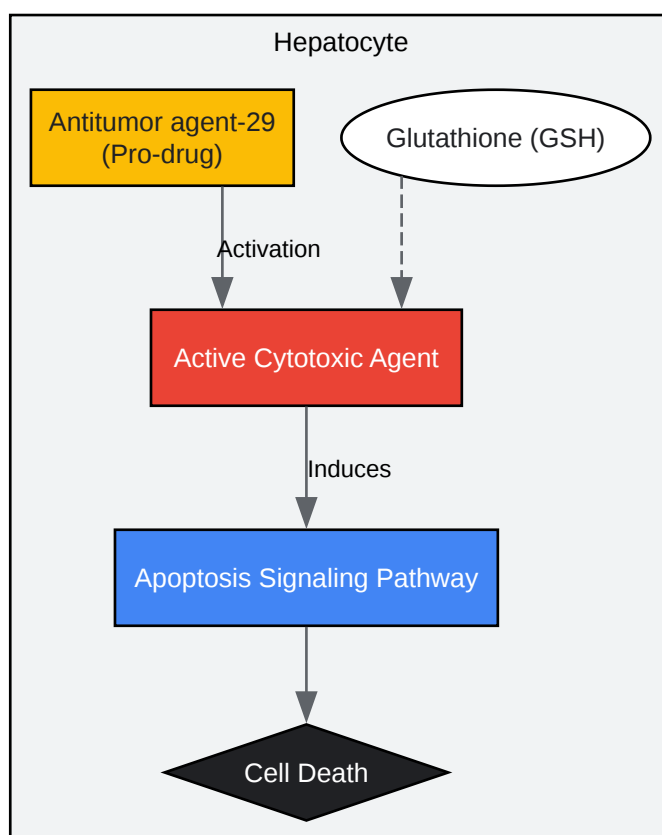 Hepatocyte
Antitumor agent-29
(Pro-drug)
Glutathione (GSH)
Activation
Active Cytotoxic Agent
Induces
Apoptosis Signaling Pathway
Cell Death